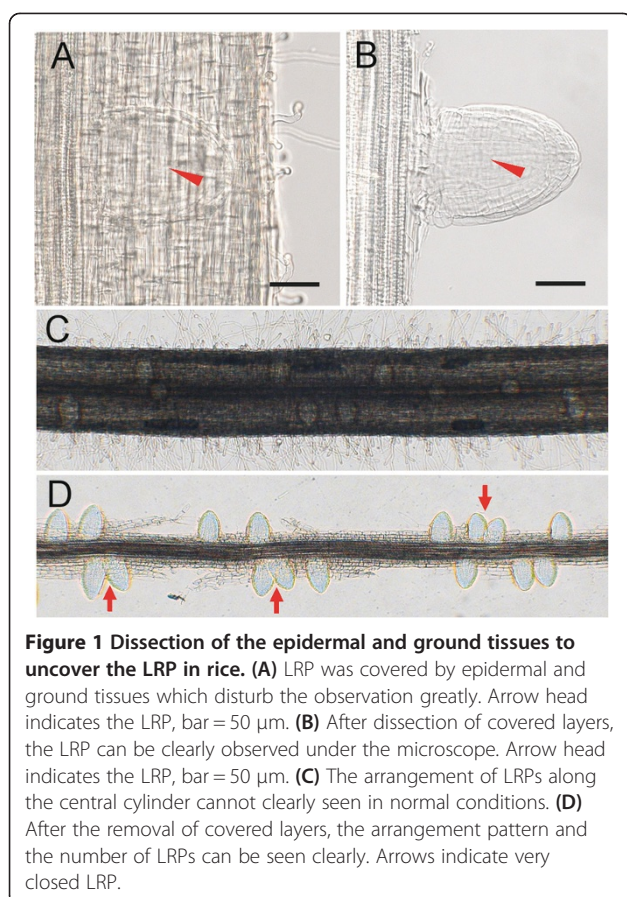 A
B
C
D
Figure 1 Dissection of the epidermal and ground tissues to
uncover the LRP in rice. (A) LRP was covered by epidermal and
ground tissues which disturb the observation greatly. Arrow head
indicates the LRP, bar = 50 μm. (B) After dissection of covered layers,
the LRP can be clearly observed under the microscope. Arrow head
indicates the LRP, bar = 50 μm. (C) The arrangement of LRPs along
the central cylinder cannot clearly seen in normal conditions. (D)
After the removal of covered layers, the arrangement pattern and
the number of LRPs can be seen clearly. Arrows indicate very
closed LRP.